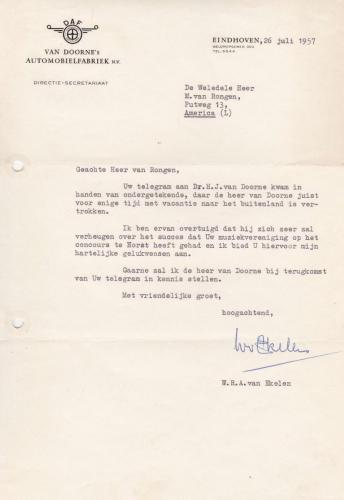 DAF
VAN DOORNE's
AUTOMOBIELFABRIEK N.V.
DIRECTIE-SECRETARIAAT
EINDHOVEN, 26 juli 1957
De Weledele Heer
M.van Rongen,
Putweg 13,
America (L)
Geachte Heer van Rongen,
Uw telegram aan Dr.H.J.van Doorne kwam in
handen van ondergetekende, daar de heer van Doorne juist
voor enige tijd met vacantie naar het buitenland is ver-
trokken.
Ik ben ervan overtuigd dat hij zich zeer zal
verheugen over het succes dat Uw muziekvereniging op het
concours te Horst heeft gehad en ik bied U hiervoor mijn
hartelijke gelukwensen aan.
Gaarne zal ik de heer van Doorne bij terugkomst
van Uw telegram in kennis stellen.
Met vriendelijke groet,
hoogachtend,
W.R.A.van Ekelen